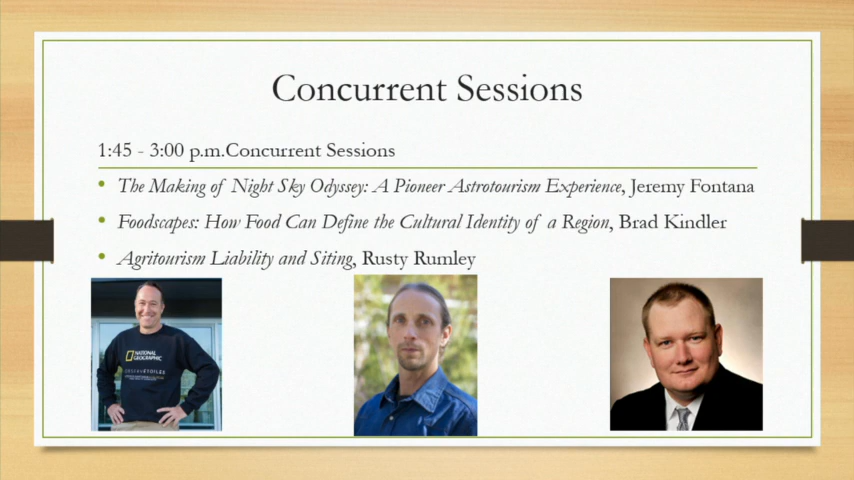 Concurrent Sessions
1:45 - 3:00 p.m.Concurrent Sessions
• The Making of Night Sky Odyssey: A Pioneer Astrotourism Experience, Jeremy Fontana
• Foodscapes: How Food Can Define the Cultural Identity of a Region, Brad Kindler
• Agritourism Liability and Siting, Rusty Rumley
NATIONAL
GEOGRAPHIC